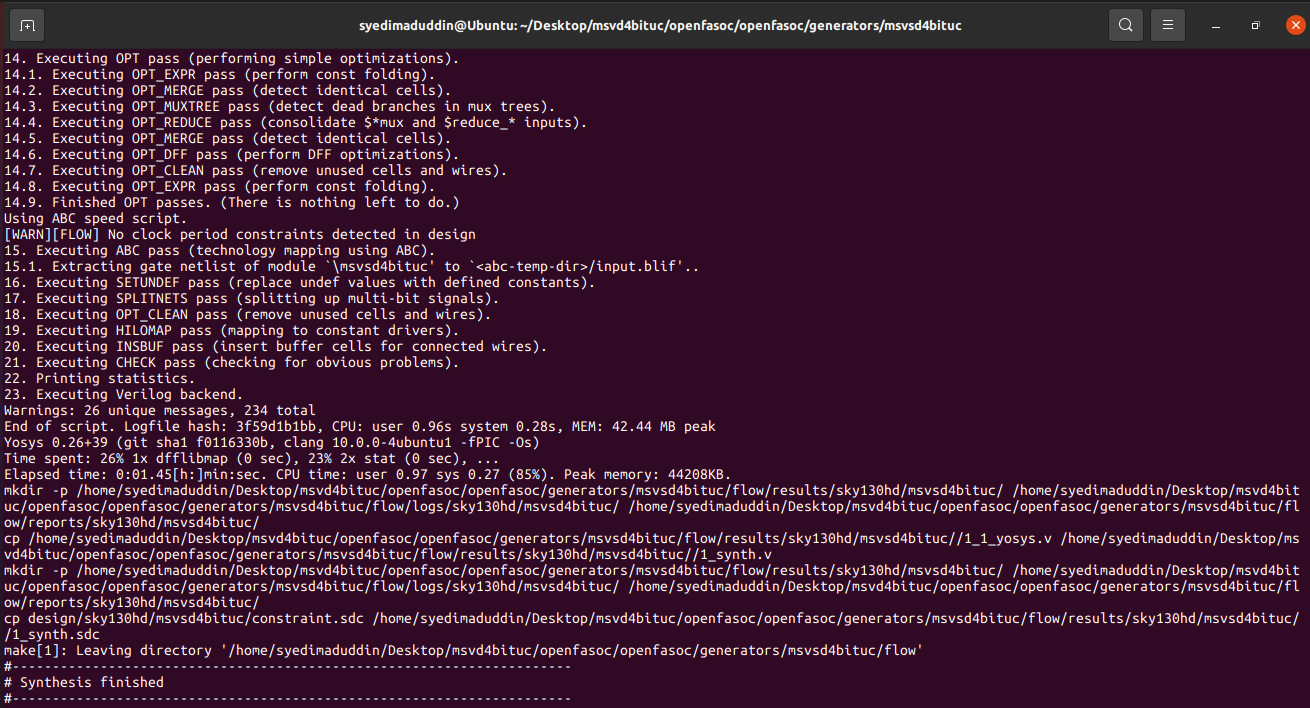 syedimaduddin@Ubuntu: ~/Desktop/msvd4bituc/openfasoc/openfasoc/generators/msvsd4bituc
14. Executing OPT pass (performing simple optimizations).
14.1. Executing OPT_EXPR pass (perform const folding).
14.2. Executing OPT_MERGE pass (detect identical cells).
14.3. Executing OPT_MUXTREE pass (detect dead branches in mux trees).
14.4. Executing OPT_REDUCE pass (consolidate $*mux and $reduce_* inputs).
14.5. Executing OPT_MERGE pass (detect identical cells).
14.6. Executing OPT_DFF pass (perform DFF optimizations).
14.7. Executing OPT_CLEAN pass (remove unused cells and wires).
14.8. Executing OPT_EXPR pass (perform const folding).
14.9. Finished OPT passes. (There is nothing left to do.)
Using ABC speed script.
[WARN][FLOW] No clock period constraints detected in design
15. Executing ABC pass (technology mapping using ABC).
15.1. Extracting gate netlist of module `\msvsd4bituc' to `<abc-temp-dir>/input.blif'..
16. Executing SETUNDEF pass (replace undef values with defined constants).
17. Executing SPLITNETS pass (splitting up multi-bit signals).
18. Executing OPT_CLEAN pass (remove unused cells and wires).
19. Executing HILOMAP pass (mapping to constant drivers).
20. Executing INSBUF pass (insert buffer cells for connected wires).
21. Executing CHECK pass (checking for obvious problems).
22. Printing statistics.
23. Executing Verilog backend.
Warnings: 26 unique messages, 234 total
End of script. Logfile hash: 3f59d1b1bb, CPU: user 0.96s system 0.28s, MEM: 42.44 MB peak
Yosys 0.26+39 (git sha1 f0116330b, clang 10.0.0-4ubuntu1 -fPIC -Os)
Time spent: 26% 1x dfflibmap (0 sec), 23% 2x stat (0 sec), ...
Elapsed time: 0:01.45[h:]min:sec. CPU time: user 0.97 sys 0.27 (85%). Peak memory: 44208KB.
mkdir -p /home/syedimaduddin/Desktop/msvd4bituc/openfasoc/openfasoc/generators/msvsd4bituc/flow/results/sky130hd/msvsd4bituc/ /home/syedimaduddin/Desktop/msvd4bit
uc/openfasoc/openfasoc/generators/msvsd4bituc/flow/logs/sky130hd/msvsd4bituc/ /home/syedimaduddin/Desktop/msvd4bituc/openfasoc/openfasoc/generators/msvsd4bituc/fl
ow/reports/sky130hd/msvsd4bituc/
cp /home/syedimaduddin/Desktop/msvd4bituc/openfasoc/openfasoc/generators/msvsd4bituc/flow/results/sky130hd/msvsd4bituc//1_1_yosys.v /home/syedimaduddin/Desktop/ms
vd4bituc/openfasoc/openfasoc/generators/msvsd4bituc/flow/results/sky130hd/msvsd4bituc//1_synth.v
mkdir -p /home/syedimaduddin/Desktop/msvd4bituc/openfasoc/openfasoc/generators/msvsd4bituc/flow/results/sky130hd/msvsd4bituc/ /home/syedimaduddin/Desktop/msvd4bit
uc/openfasoc/openfasoc/generators/msvsd4bituc/flow/logs/sky130hd/msvsd4bituc/ /home/syedimaduddin/Desktop/msvd4bituc/openfasoc/openfasoc/generators/msvsd4bituc/fl
ow/reports/sky130hd/msvsd4bituc/
cp design/sky130hd/msvsd4bituc/constraint.sdc /home/syedimaduddin/Desktop/msvd4bituc/openfasoc/openfasoc/generators/msvsd4bituc/flow/results/sky130hd/msvsd4bituc/
/1_synth.sdc
make[1]: Leaving directory '/home/syedimaduddin/Desktop/msvd4bituc/openfasoc/openfasoc/generators/msvsd4bituc/flow'
#----------------------------------------------------------------------
# Synthesis finished
#----------------------------------------------------------------------